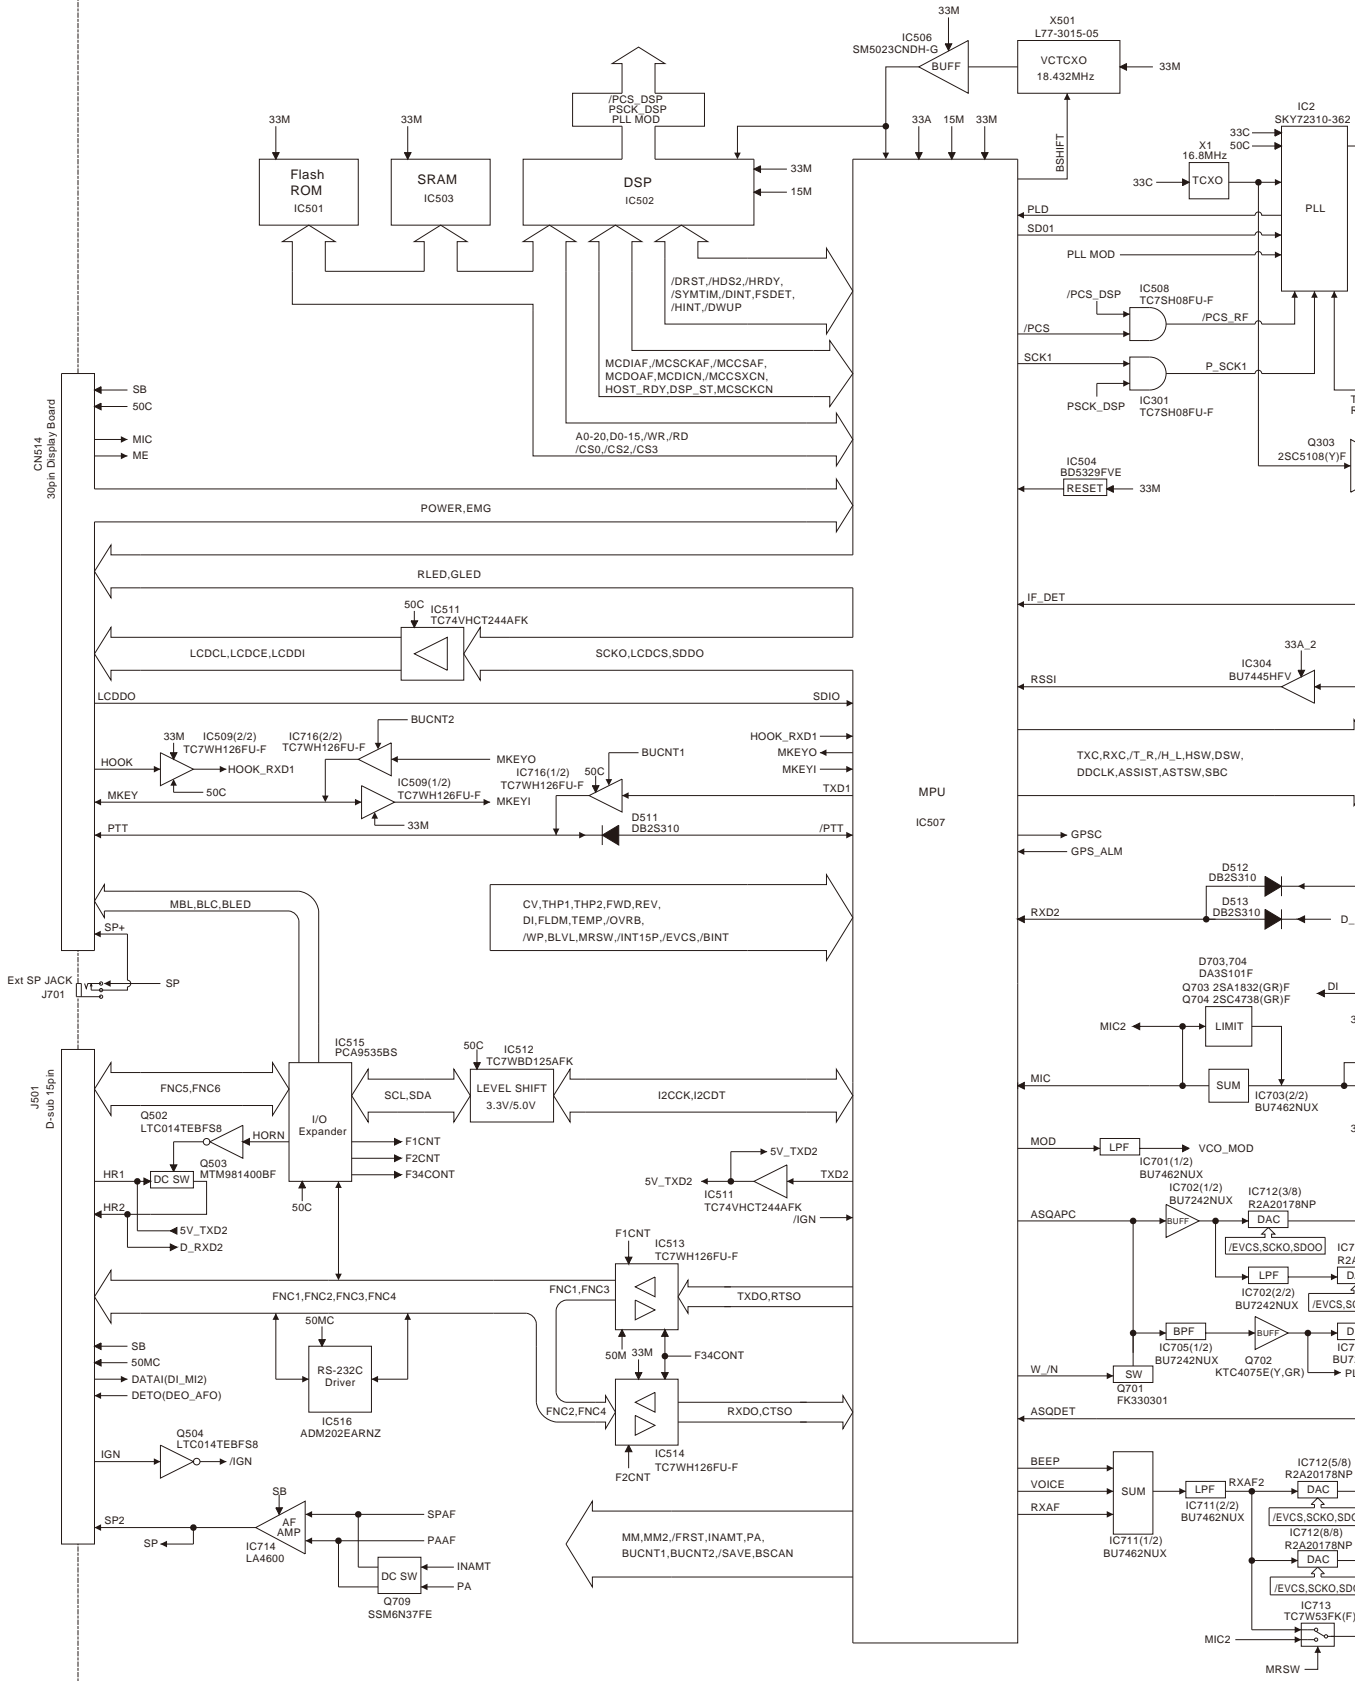 33M
IC506
SM5023CNDH-G
BUFF
X501
L77-3015-05
VCTCXO
18.432MHz
33M
/PCS_DSP
PSCK_DSP
PLL MOD
33M
33M
Flash
ROM
IC501
SRAM
IC503
DSP
IC502
33M
15M
33A
15M
33M
BSHIFT
IC2
SKY72310-362
33C
50C
X1
16.8MHz
33C
TCXO
PLL
PLD
SD01
PLL MOD
/DRST,/HDS2,/HRDY,
/SYMTIM,/DINT,FSDET,
/HINT,/DWUP
/PCS_DSP
IC508
TC7SH08FU-F
/PCS_RF
/PCS
MCDIAF,/MCSCKAF,/MCCSAF,
MCDOAF,MCDICN,/MCCSXCN,
HOST_RDY,DSP_ST,MCSCKCN
SCK1
P_SCK1
PSCK_DSP
IC301
TC7SH08FU-F
A0-20,D0-15,/WR,/RD
/CS0,/CS2,/CS3
CN514
30pin Display Board
SB
50C
MIC
ME
Q303
2SC5108(Y)F
IC504
BD5329FVE
RESET
33M
POWER,EMG
RLED,GLED
IF_DET
50C
IC511
TC74VHCT244AFK
LCDCL,LCDCE,LCDDI
SCKO,LCDCS,SDDO
33A_2
IC304
BU7445HFV
RSSI
LCDDO
SDIO
BUCNT2
33M
IC509(2/2)
TC7WH126FU-F
IC716(2/2)
TC7WH126FU-F
HOOK
HOOK_RXD1
50C
MKEYO
IC509(1/2)
TC7WH126FU-F
MKEY
MKEYI
33M
IC716(1/2)
TC7WH126FU-F
50C
BUCNT1
HOOK_RXD1
MKEYO
MKEYI
TXD1
TXC,RXC,/T_R,/H_L,HSW,DSW,
DDCLK,ASSIST,ASTSW,SBC
MPU
IC507
PTT
D511
DB2S310
/PTT
GPSC
GPS_ALM
MBL,BLC,BLED
CV,THP1,THP2,FWD,REV,
DI,FLDM,TEMP,/OVRB,
/WP,BLVL,MRSW,/INT15P,/EVCS,/BINT
D512
DB2S310
D513
DB2S310
RXD2
D_
SP+
Ext SP JACK
J701
SP
D703,704
DA3S101F
Q703 2SA1832(GR)F
Q704 2SC4738(GR)F
DI
MIC2
LIMIT
3
J501
D-sub 15pin
IC515
PCA9535BS
50C
IC512
TC7WBD125AFK
FNC5,FNC6
SCL,SDA
LEVEL SHIFT
3.3V/5.0V
I2CCK,I2CDT
MIC
SUM
IC703(2/2)
BU7462NUX
3
I/O
Expander
Q502
LTC014TEBFS8
HORN
F1CNT
F2CNT
F34CONT
Q503
MTM981400BF
HR1
DC SW
HR2
50C
5V_TXD2
D_RXD2
5V_TXD2
5V_TXD2
TXD2
IC511
TC74VHCT244AFK
/IGN
MOD
LPF
VCO_MOD
IC701(1/2)
BU7462NUX
IC702(1/2)
BU7242NUX
IC712(3/8)
R2A20178NP
ASQAPC
BUFF
DAC
/EVCS,SCKO,SDOO
IC7
R2A
LPF
IC702(2/2)
BU7242NUX
/EVCS,SC
F1CNT
IC513
TC7WH126FU-F
FNC1,FNC3
TXDO,RTSO
FNC1,FNC2,FNC3,FNC4
50MC
50M
33M
F34CONT
BPF
IC705(1/2)
BU7242NUX
BUFF
Q702
KTC4075E(Y,GR)
D
IC7
BU7
PL
SB
50MC
DATAI(DI_MI2)
DETO(DEO_AFO)
RS-232C
Driver
IC516
ADM202EARNZ
W_/N
SW
Q701
FK330301
FNC2,FNC4
RXDO,CTSO
IC514
TC7WH126FU-F
F2CNT
ASQDET
Q504
LTC014TEBFS8
IGN
/IGN
BEEP
VOICE
RXAF
SUM
IC711(1/2)
BU7462NUX
LPF
IC711(2/2)
BU7462NUX
RXAF2
IC712(5/8)
R2A20178NP
DAC
/EVCS,SCKO,SDO
IC712(8/8)
R2A20178NP
DAC
/EVCS,SCKO,SD
SB
SP2
AF
AMP
IC714
LA4600
SP
SPAF
PAAF
DC SW
INAMT
PA
Q709
SSM6N37FE
MM,MM2,/FRST,INAMT,PA,
BUCNT1,BUCNT2,/SAVE,BSCAN
IC713
TC7W53FK(F)
MIC2
MRSW